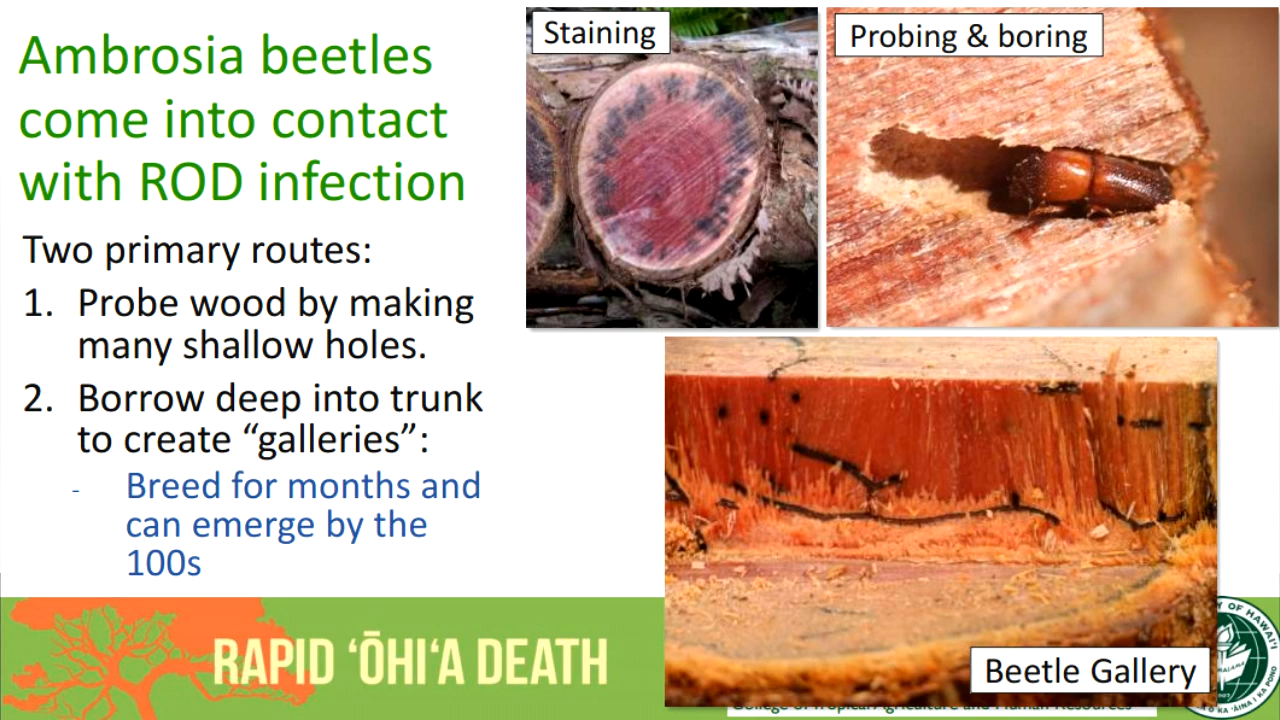 Ambrosia beetles
come into contact
with ROD infection
Two primary routes:
1. Probe wood by making
many shallow holes.
2. Borrow deep into trunk
to create “galleries”:
- Breed for months and
can emerge by the
100s
Staining
Probing & boring
Beetle Gallery
RAPID ʻŌHIʻA DEATH
College of Tropical Agriculture and Human Resources
Y OF HAWAIʻI